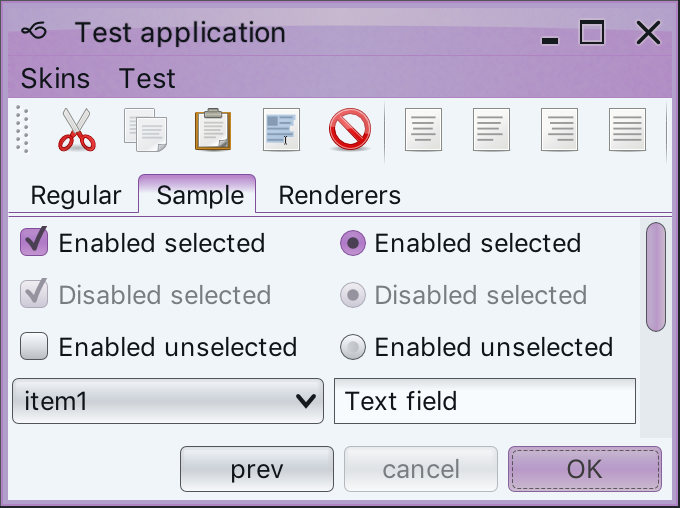 Test application
Skins Test
Regular Sample Renderers
Enabled selected Enabled selected
Disabled selected Disabled selected
Enabled unselected Enabled unselected
item1 Text field
prev cancel OK